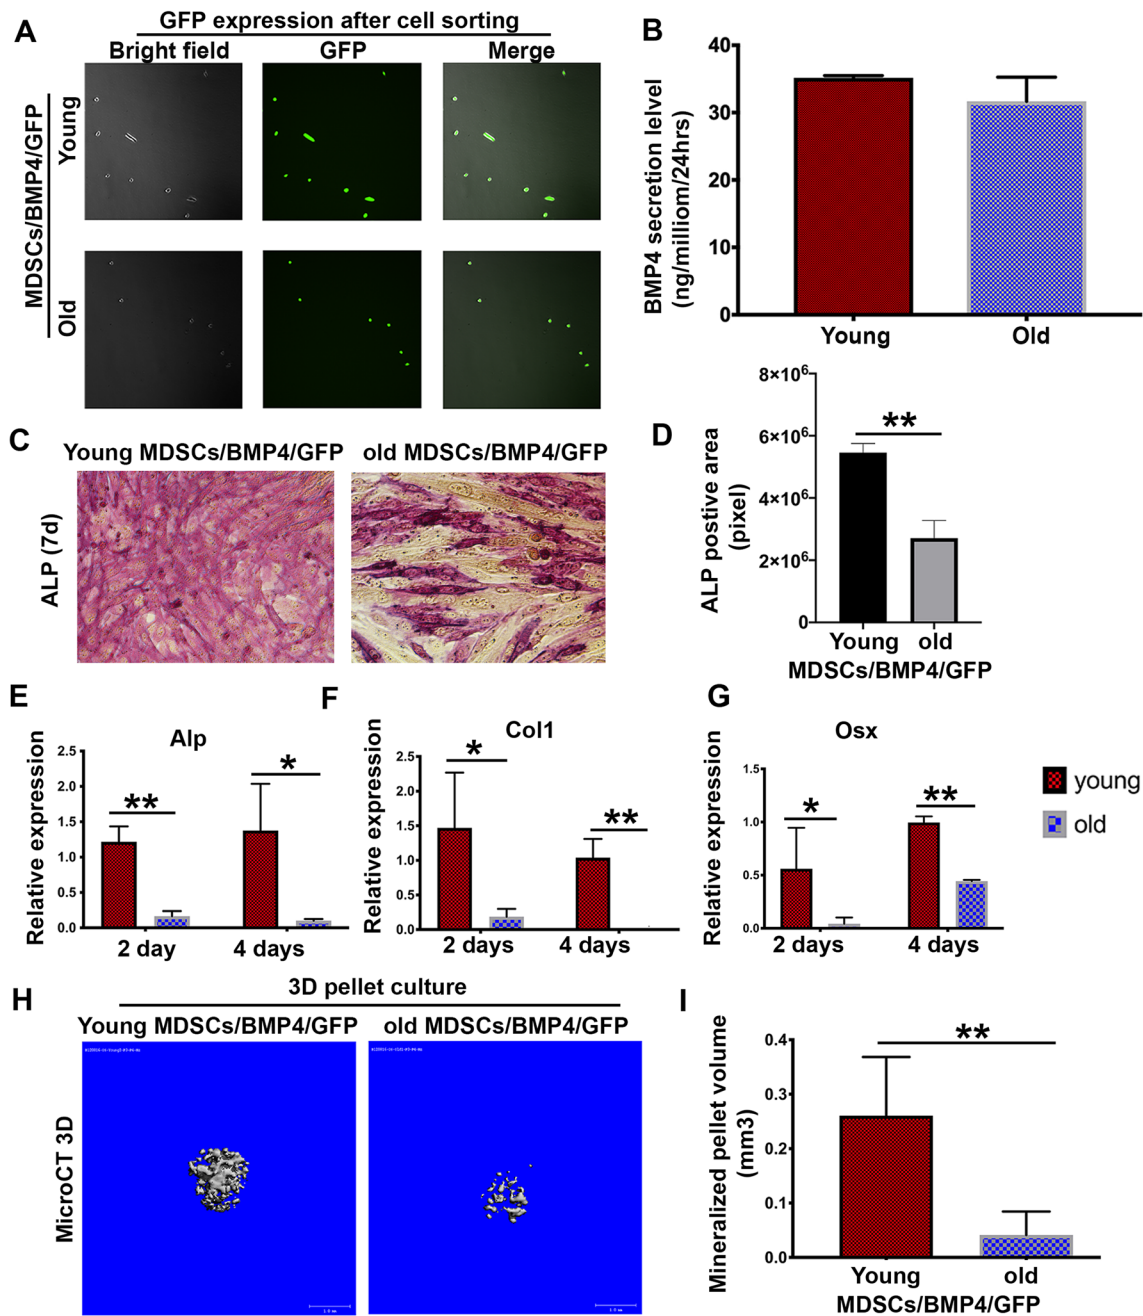 A
GFP expression after cell sorting
Bright field
GFP
Merge
MDSCs/BMP4/GFP
Young
Old
B
BMP4 secretion level
(ng/milliom/24hrs)
40
30
20
10
0
Young
Old
C
Young MDSCs/BMP4/GFP
old MDSCs/BMP4/GFP
ALP (7d)
D
ALP postive area
(pixel)
8×10⁶
6×10⁶
4×10⁶
2×10⁶
0
**
Young
old
MDSCs/BMP4/GFP
E
Alp
Relative expression
2.5
2.0
1.5
1.0
0.5
0.0
**
*
2 day
4 days
F
Col1
Relative expression
2.5
2.0
1.5
1.0
0.5
0.0
*
**
2 days
4 days
G
Osx
Relative expression
1.5
1.0
0.5
0.0
*
**
2 days
4 days
young
old
H
3D pellet culture
Young MDSCs/BMP4/GFP
old MDSCs/BMP4/GFP
MicroCT 3D
1.0 mm
1.0 mm
I
Mineralized pellet volume
(mm3)
0.4
0.3
0.2
0.1
0.0
**
Young
old
MDSCs/BMP4/GFP